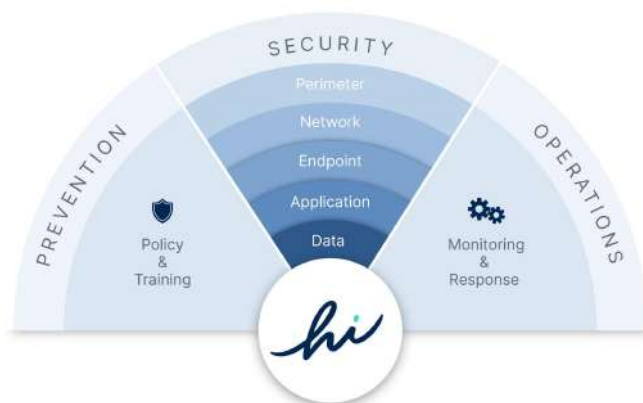 SECURITY
Perimeter
Network
Endpoint
Application
Data
PREVENTION
Policy
&
Training
OPERATIONS
Monitoring
&
Response
hi